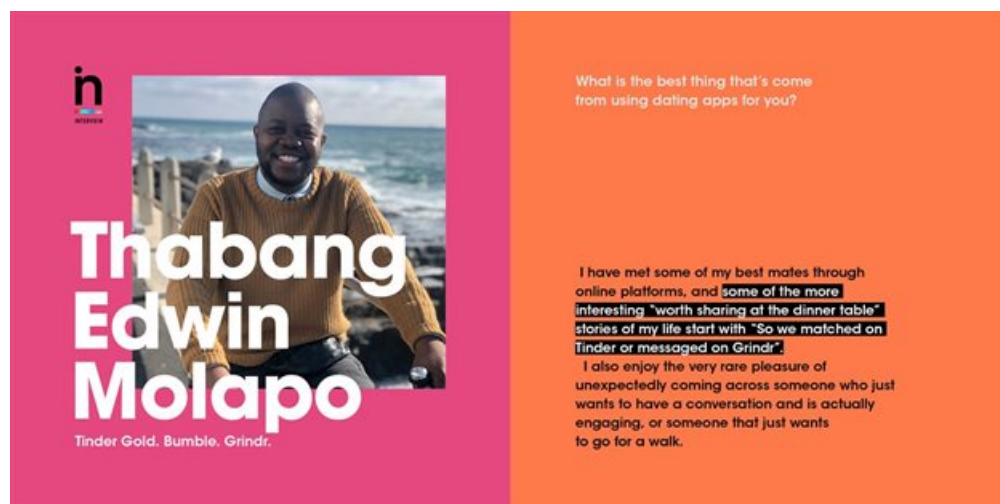 in
INTERVIEW
Thabang
Edwin
Molapo
Tinder Gold. Bumble. Grindr.
What is the best thing that's come
from using dating apps for you?
I have met some of my best mates through
online platforms, and some of the more
interesting "worth sharing at the dinner table"
stories of my life start with "So we matched on
Tinder or messaged on Grindr".
I also enjoy the very rare pleasure of
unexpectedly coming across someone who just
wants to have a conversation and is actually
engaging, or someone that just wants
to go for a walk.